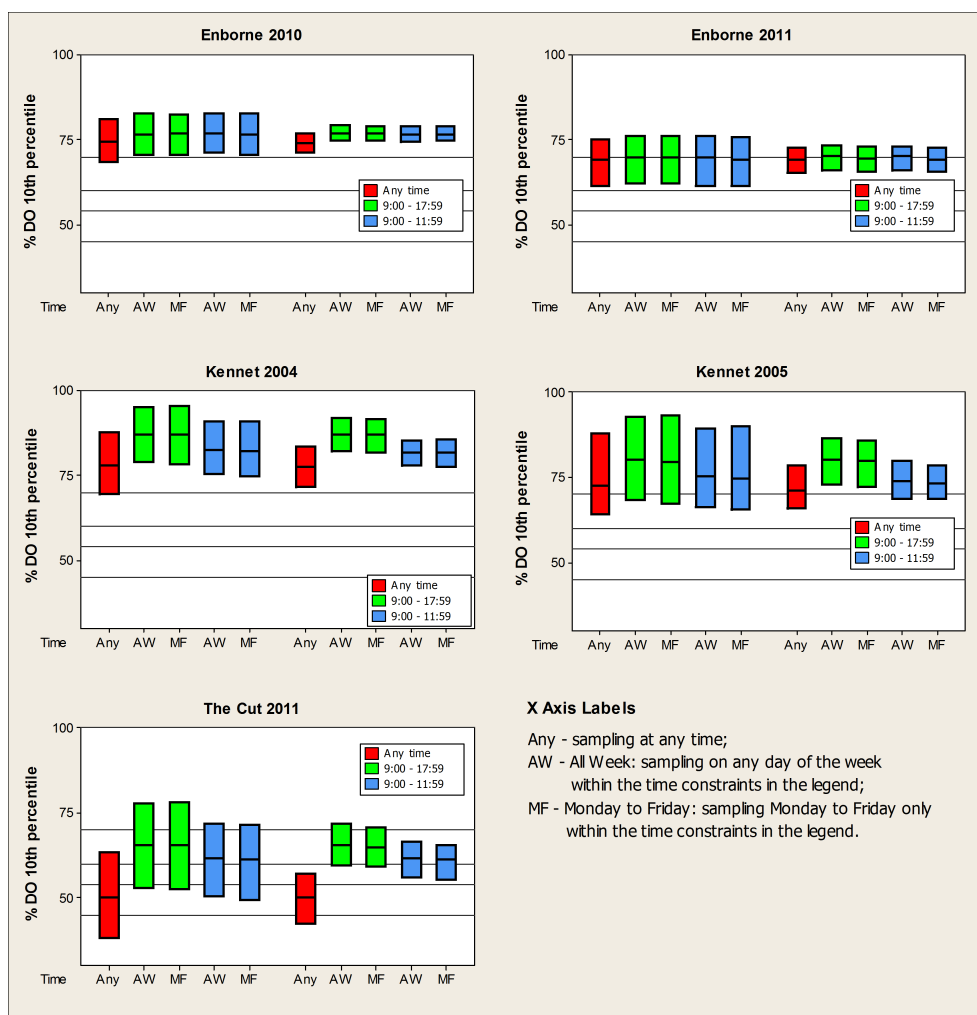 Enborne 2010
Enborne 2011
% DO 10th percentile
100
75
50
Any time
9:00 - 17:59
9:00 - 11:59
Time Any AW MF AW MF Any AW MF AW MF
% DO 10th percentile
100
75
50
Any time
9:00 - 17:59
9:00 - 11:59
Time Any AW MF AW MF Any AW MF AW MF
Kennet 2004
Kennet 2005
% DO 10th percentile
100
75
50
Any time
9:00 - 17:59
9:00 - 11:59
Time Any AW MF AW MF Any AW MF AW MF
% DO 10th percentile
100
75
50
Any time
9:00 - 17:59
9:00 - 11:59
Time Any AW MF AW MF Any AW MF AW MF
The Cut 2011
% DO 10th percentile
100
75
50
Any time
9:00 - 17:59
9:00 - 11:59
Time Any AW MF AW MF Any AW MF AW MF
X Axis Labels
Any - sampling at any time;
AW - All Week: sampling on any day of the week
within the time constraints in the legend;
MF - Monday to Friday: sampling Monday to Friday only
within the time constraints in the legend.